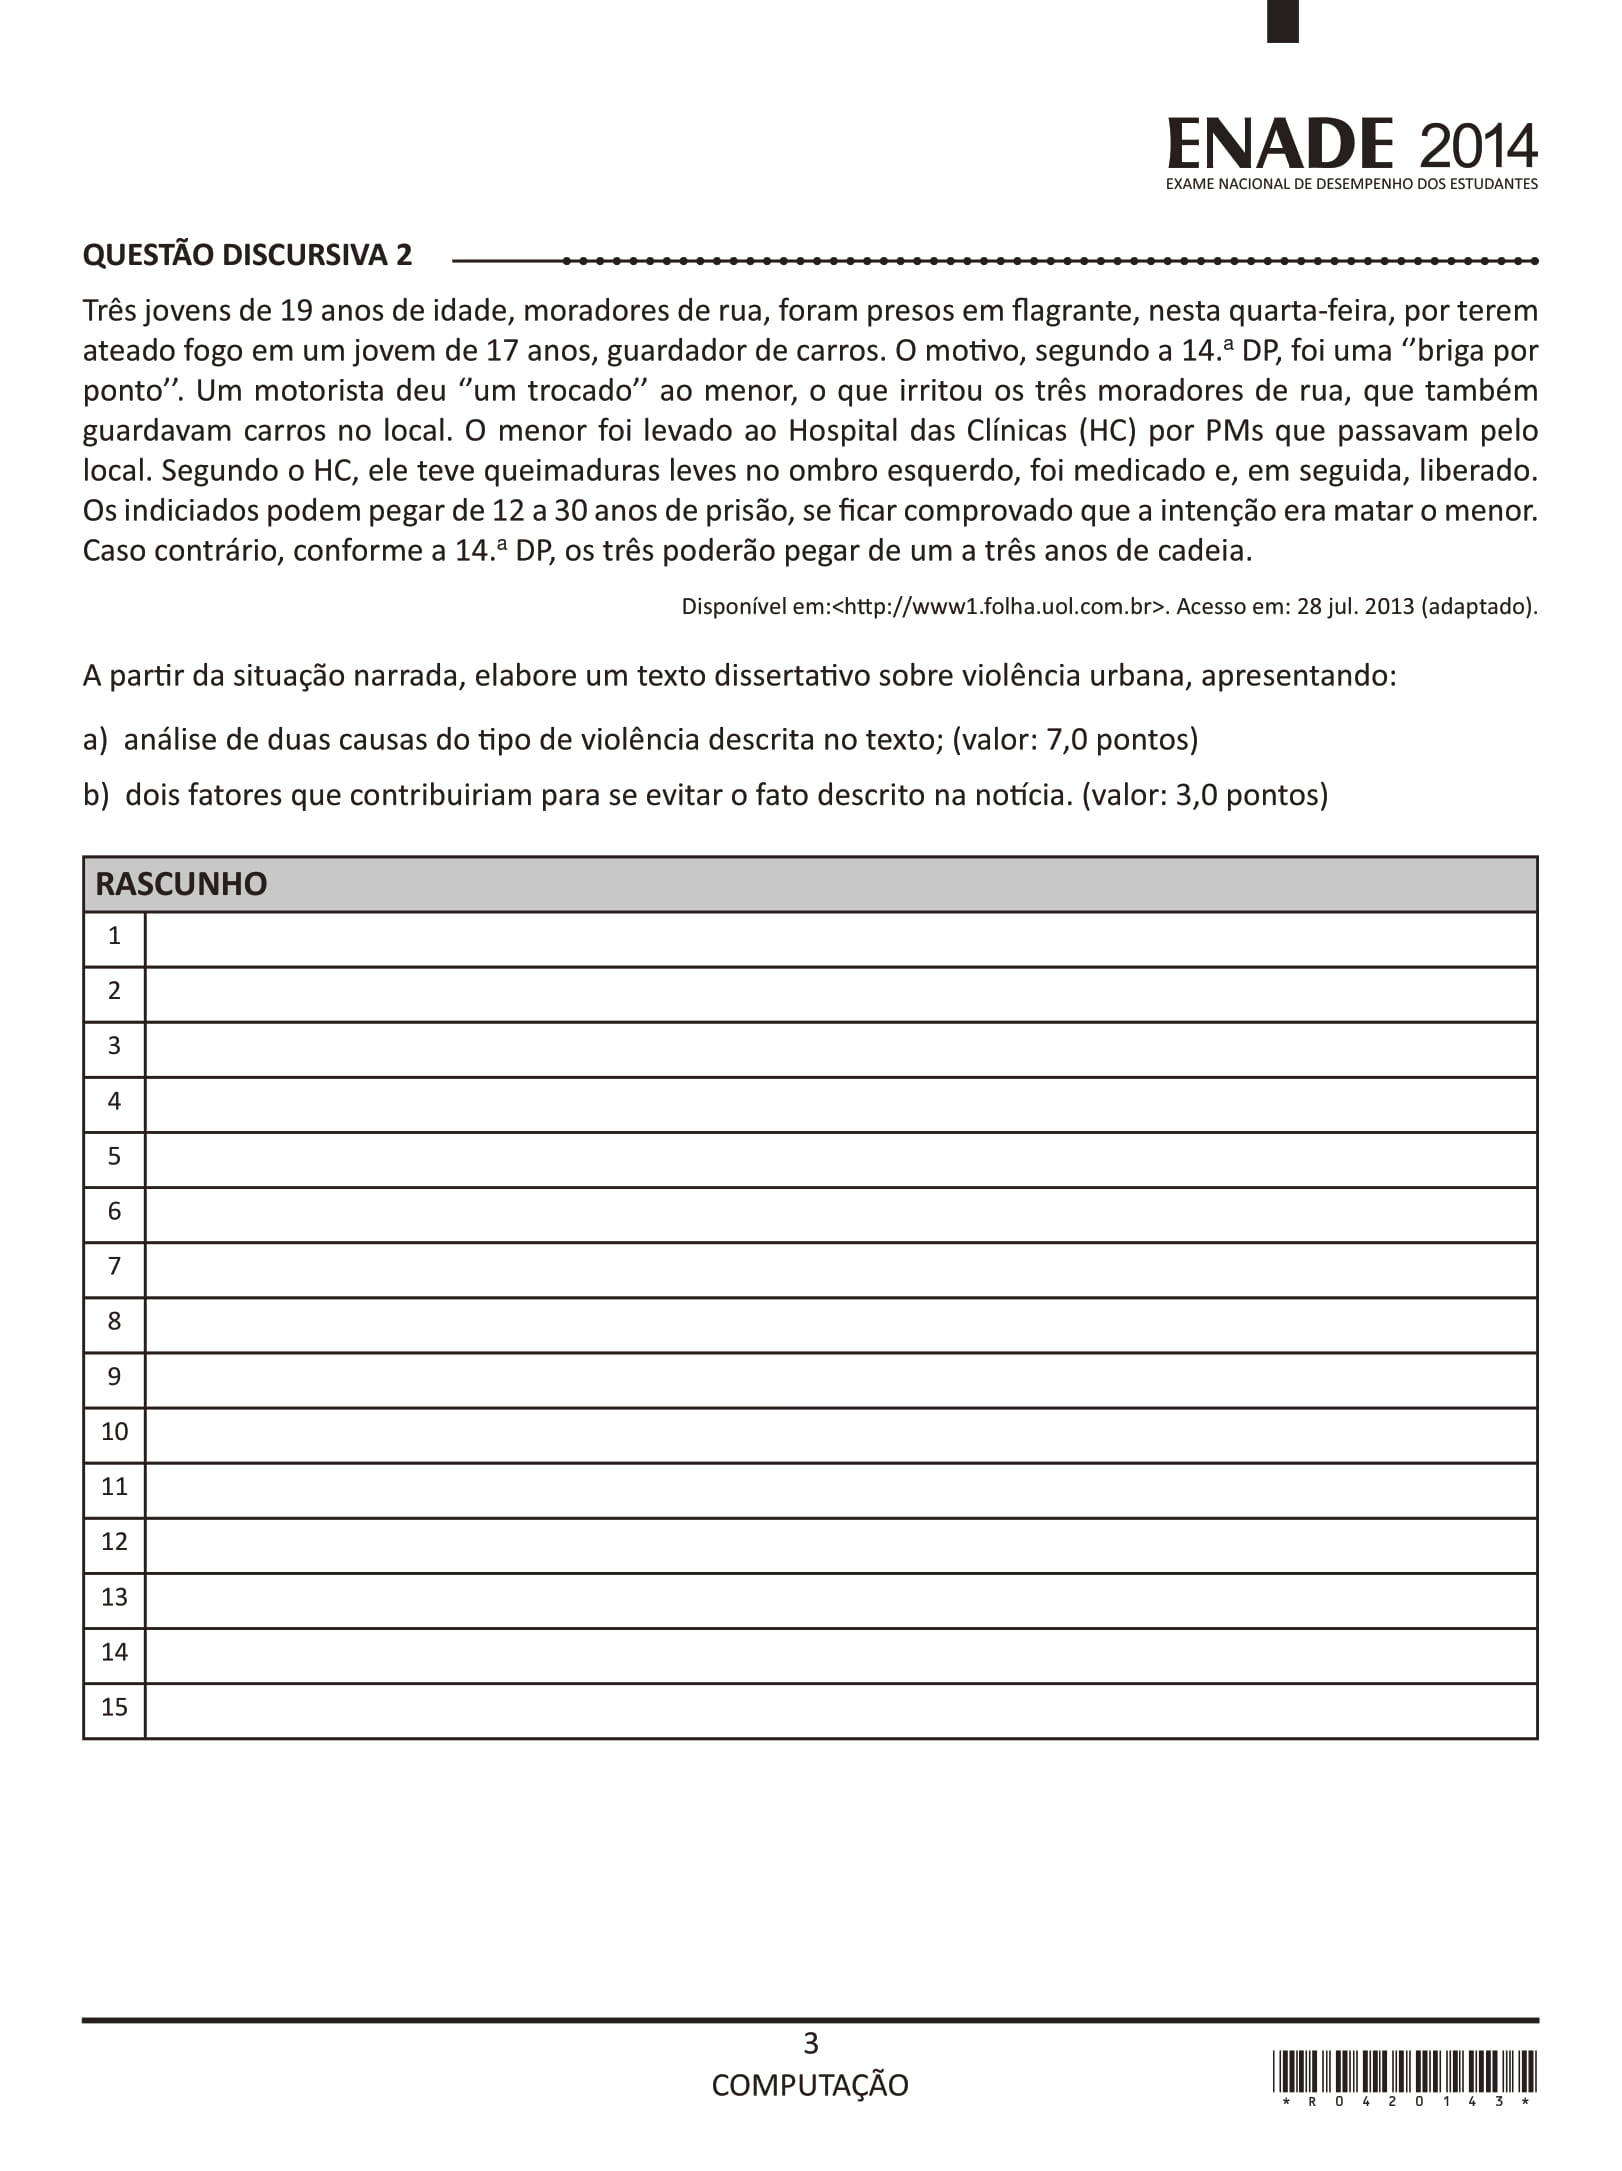 ENADE 2014
EXAME NACIONAL DE DESEMPENHO DOS ESTUDANTES
QUESTÃO DISCURSIVA 2
Três jovens de 19 anos de idade, moradores de rua, foram presos em flagrante, nesta quarta-feira, por terem
ateado fogo em um jovem de 17 anos, guardador de carros. O motivo, segundo a 14.ª DP, foi uma ‘’briga por
ponto’’. Um motorista deu ‘’um trocado’’ ao menor, o que irritou os três moradores de rua, que também
guardavam carros no local. O menor foi levado ao Hospital das Clínicas (HC) por PMs que passavam pelo
local. Segundo o HC, ele teve queimaduras leves no ombro esquerdo, foi medicado e, em seguida, liberado.
Os indiciados podem pegar de 12 a 30 anos de prisão, se ficar comprovado que a intenção era matar o menor.
Caso contrário, conforme a 14.ª DP, os três poderão pegar de um a três anos de cadeia.
Disponível em:<http://www1.folha.uol.com.br>. Acesso em: 28 jul. 2013 (adaptado).
A partir da situação narrada, elabore um texto dissertativo sobre violência urbana, apresentando:
a) análise de duas causas do tipo de violência descrita no texto; (valor: 7,0 pontos)
b) dois fatores que contribuiriam para se evitar o fato descrito na notícia. (valor: 3,0 pontos)
RASCUNHO
1
2
3
4
5
6
7
8
9
10
11
12
13
14
15
3
COMPUTAÇÃO
* R 0 4 2 0 1 4 3 *